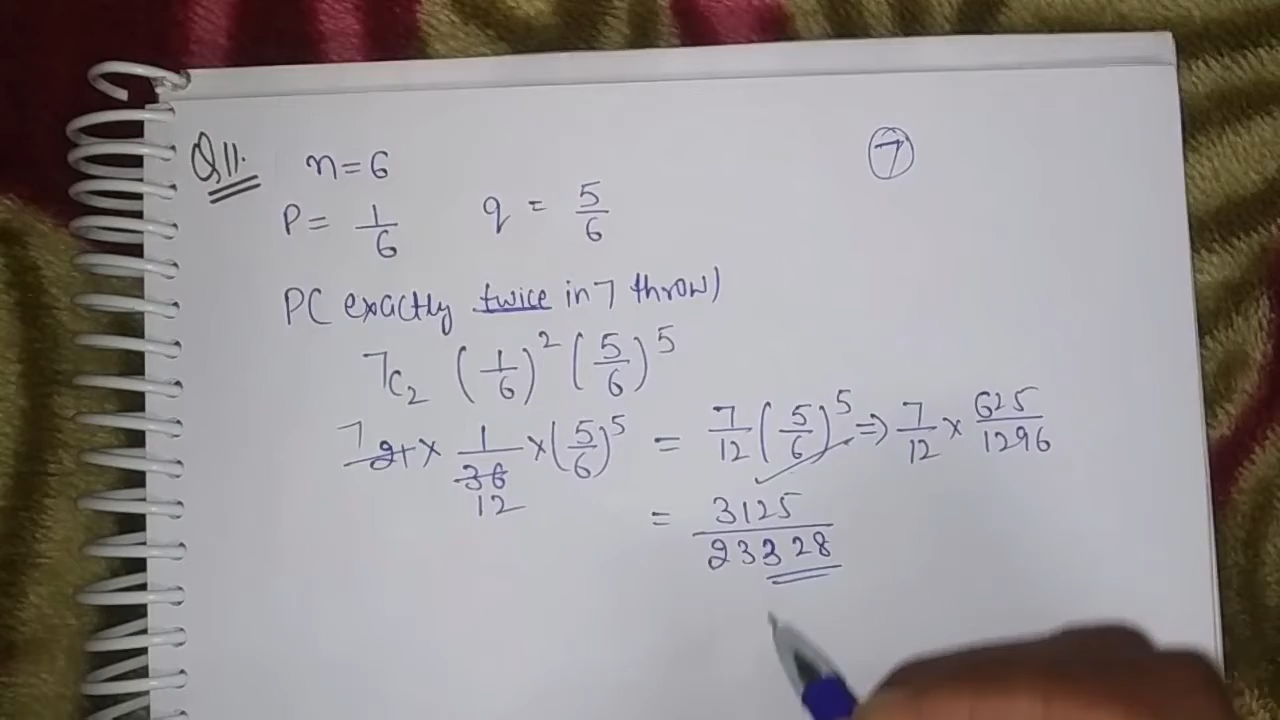 Q11. n=6 7
P= 1/6 q = 5/6
P( exactly twice in 7 throw)
7c2 (1/6)^2 (5/6)^5
7 21 × 1/36 12 × (5/6)^5 = 7/12 (5/6)^5 => 7/12 × 625/1296
= 3125/23328